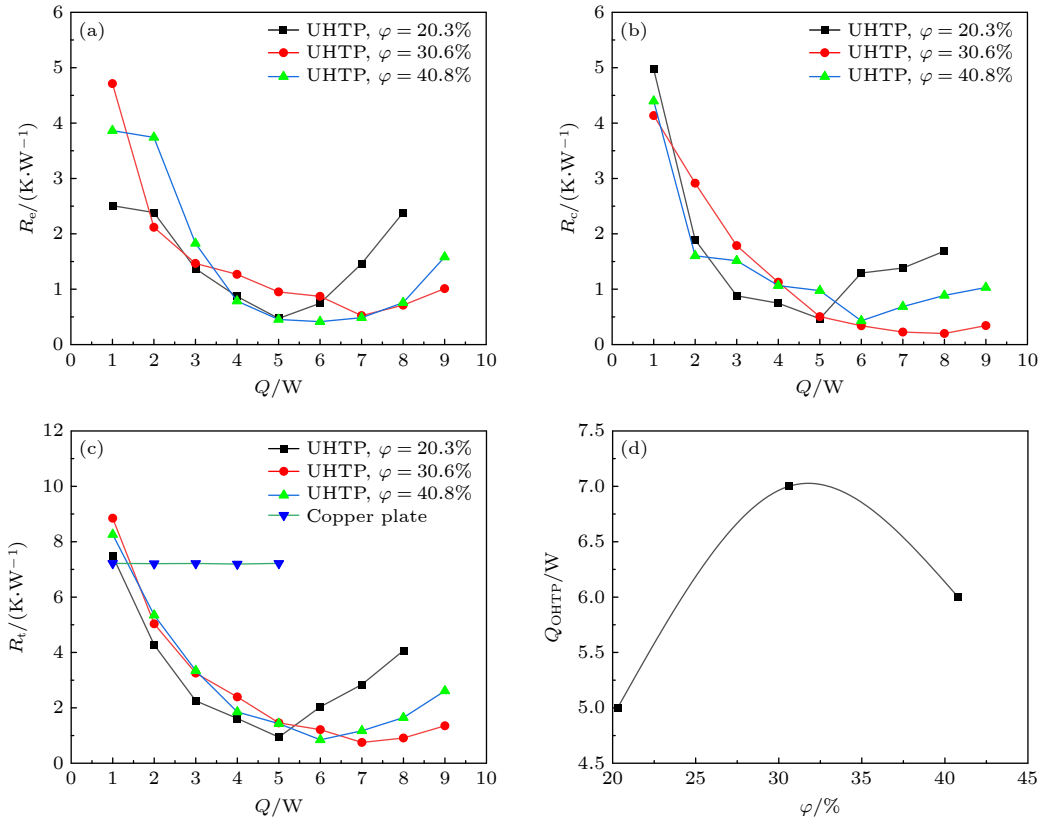 (a)
UHTP, φ = 20.3%
UHTP, φ = 30.6%
UHTP, φ = 40.8%
6
5
4
3
2
1
0
Rₑ/(K·W⁻¹)
0 1 2 3 4 5 6 7 8 9 10
Q/W
(b)
UHTP, φ = 20.3%
UHTP, φ = 30.6%
UHTP, φ = 40.8%
6
5
4
3
2
1
0
R_c/(K·W⁻¹)
0 1 2 3 4 5 6 7 8 9 10
Q/W
(c)
UHTP, φ = 20.3%
UHTP, φ = 30.6%
UHTP, φ = 40.8%
Copper plate
12
10
8
6
4
2
0
Rₜ/(K·W⁻¹)
0 1 2 3 4 5 6 7 8 9 10
Q/W
(d)
7.5
7.0
6.5
6.0
5.5
5.0
4.5
Q_OHTP/W
20 25 30 35 40 45
φ/%